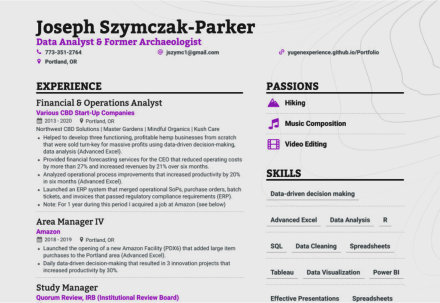 Joseph Szymczak-Parker
Data Analyst & Former Archaeologist
773-351-2764
jszymc1@gmail.com
yugenexperience.github.io/Portfolio
Portland, OR
EXPERIENCE
Financial & Operations Analyst
Various CBD Start-Up Companies
2013 - 2020 Portland, OR
Northwest CBD Solutions | Master Gardens | Mindful Organics | Kush Care
• Helped to develop three functioning, profitable hemp businesses from scratch
that were sold turn-key for massive profits using data-driven decision-making,
data analysis (Advanced Excel).
• Provided financial forecasting services for the CEO that reduced operating costs
by more than 27% and increased revenues by 21% over six months (Advanced Excel).
• Analyzed operational process improvements that increased productivity by 20%
in six months (Advanced Excel).
• Launched an ERP system that merged operational SoPs, purchase orders, batch
tickets, and invoices that passed regulatory compliance requirements (ERP).
• Note: For 1 year during this period I acquired a job at Amazon (see below)
Area Manager IV
Amazon
2018 - 2019 Portland, OR
• Launched the opening of a new Amazon Facility (PDX6) that added large item
purchases to the Portland area (Advanced Excel).
• Daily data-driven decision-making that resulted in 3 innovation projects that
increased productivity by 30%.
Study Manager
Quorum Review, IRB (Institutional Review Board)
PASSIONS
Hiking
Music Composition
Video Editing
SKILLS
Data-driven decision making
Advanced Excel Data Analysis R
SQL Data Cleaning Spreadsheets
Tableau Data Visualization Power BI
Effective Presentations Spreadsheets